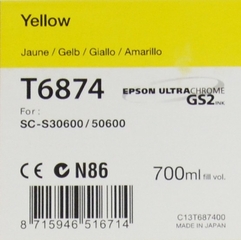 Yellow
Jaune / Gelb / Giallo / Amarillo
T6874
EPSON ULTRACHROME
GS2 INK
For :
SC-S30600 / 50600
CE N86
700ml fill vol.
8 715946 516714
C13T687400
MADE IN JAPAN